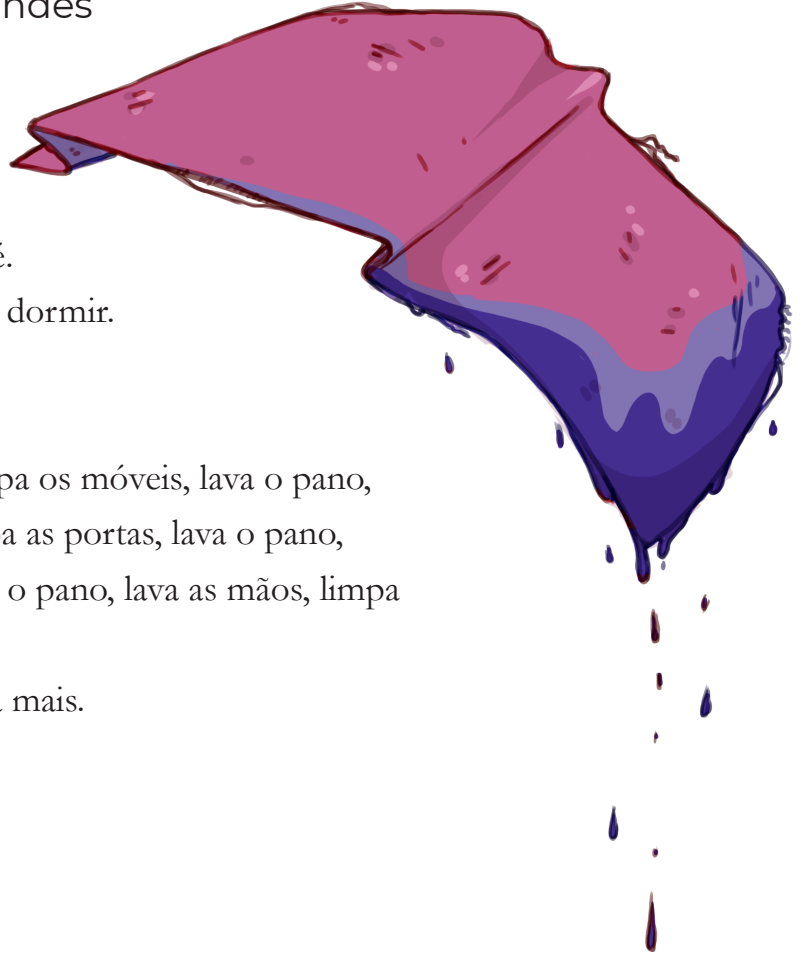 ndes
é.
dormir.
pa os móveis, lava o pano,
a as portas, lava o pano,
o pano, lava as mãos, limpa
a mais.